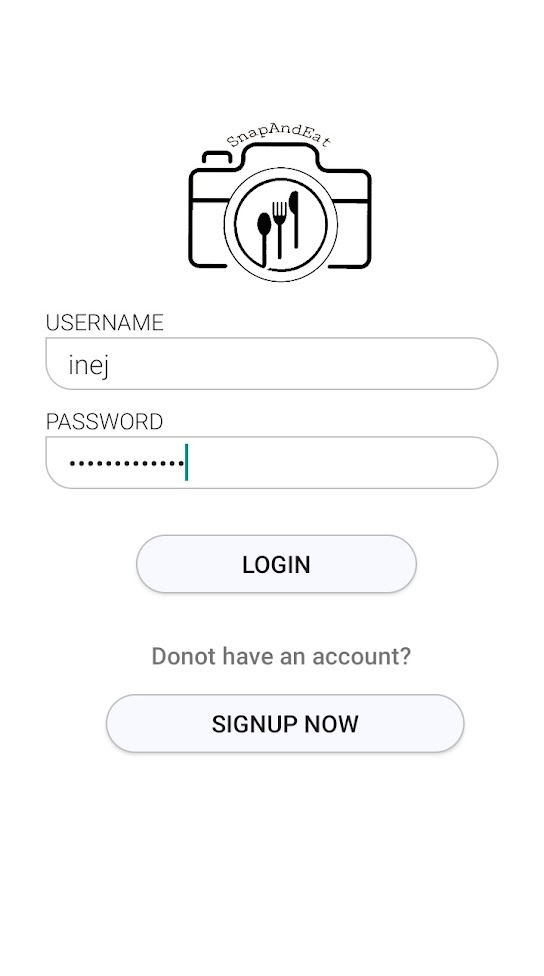 SnapAndEat
USERNAME
inej
PASSWORD
•••••••••••••
LOGIN
Donot have an account?
SIGNUP NOW